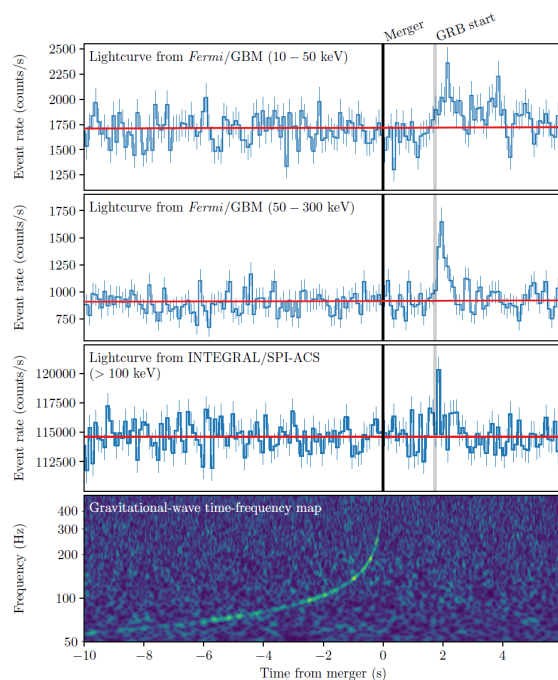 Merger
GRB start
Lightcurve from Fermi/GBM (10 − 50 keV)
Event rate (counts/s)
2500
2250
2000
1750
1500
1250
Lightcurve from Fermi/GBM (50 − 300 keV)
Event rate (counts/s)
1750
1500
1250
1000
750
Lightcurve from INTEGRAL/SPI-ACS
(> 100 keV)
Event rate (counts/s)
120000
117500
115000
112500
Gravitational-wave time-frequency map
Frequency (Hz)
400
300
200
100
50
−10 −8 −6 −4 −2 0 2 4
Time from merger (s)